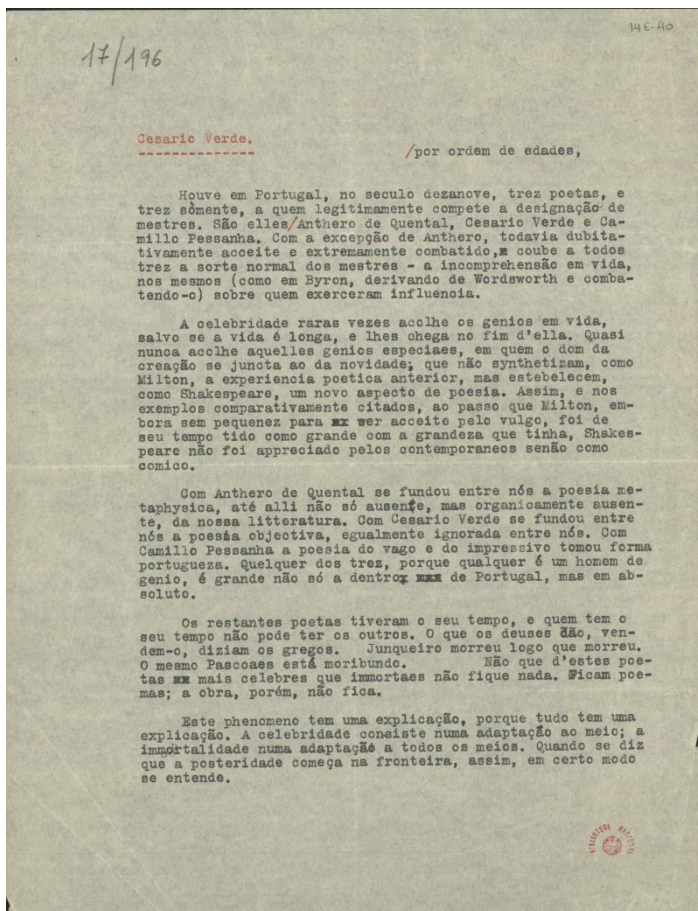 14E-40
17/196
Cesario Verde.
/por ordem de edades,
Houve em Portugal, no seculo dezanove, trez poetas, e
trez sòmente, a quem legitimamente compete a designação de
mestres. São elles/Anthero de Quental, Cesario Verde e Ca-
millo Pessanha. Com a excepção de Anthero, todavia dubita-
tivamente acceite e extremamente combatido, coube a todos
trez a sorte normal dos mestres - a incomprehensão em vida,
nos mesmos (como em Byron, derivando de Wordsworth e comba-
tendo-o) sobre quem exerceram influencia.
A celebridade raras vezes acolhe os genios em vida,
salvo se a vida é longa, e lhes chega no fim d'ella. Quasi
nunca acolhe aquelles genios especiaes, em quem o dom da
creação se juncta ao da novidade; que não synthetizam, como
Milton, a experiencia poetica anterior, mas estebelecem,
como Shakespeare, um novo aspecto de poesia. Assim, e nos
exemplos comparativamente citados, ao passo que Milton, em-
bora sem pequenez para ser acceite pelo vulgo, foi de
seu tempo tido como grande com a grandeza que tinha, Shakes-
peare não foi appreciado pelos contemporaneos senão como
comico.
Com Anthero de Quental se fundou entre nós a poesia me-
taphysica, até alli não só ausente, mas organicamente ausen-
te, da nossa litteratura. Com Cesario Verde se fundou entre
nós a poesia objectiva, egualmente ignorada entre nós. Com
Camillo Pessanha a poesia do vago e do impressivo tomou forma
portugueza. Quelquer dos trez, porque qualquer é um homem de
genio, é grande não só a dentro de Portugal, mas em ab-
soluto.
Os restantes poetas tiveram o seu tempo, e quem tem o
seu tempo não pode ter os outros. O que os deuses dão, ven-
dem-o, diziam os gregos. Junqueiro morreu logo que morreu.
O mesmo Pascoaes está moribundo. Não que d'estes poe-
tas mais celebres que immortaes não fique nada. Ficam poe-
mas; a obra, porém, não fica.
Este phenomeno tem uma explicação, porque tudo tem uma
explicação. A celebridade consiste numa adaptação ao meio; a
immortalidade numa adaptação a todos os meios. Quando se diz
que a posteridade começa na fronteira, assim, em certo modo
se entende.
BIBLIOTECA NACIONAL